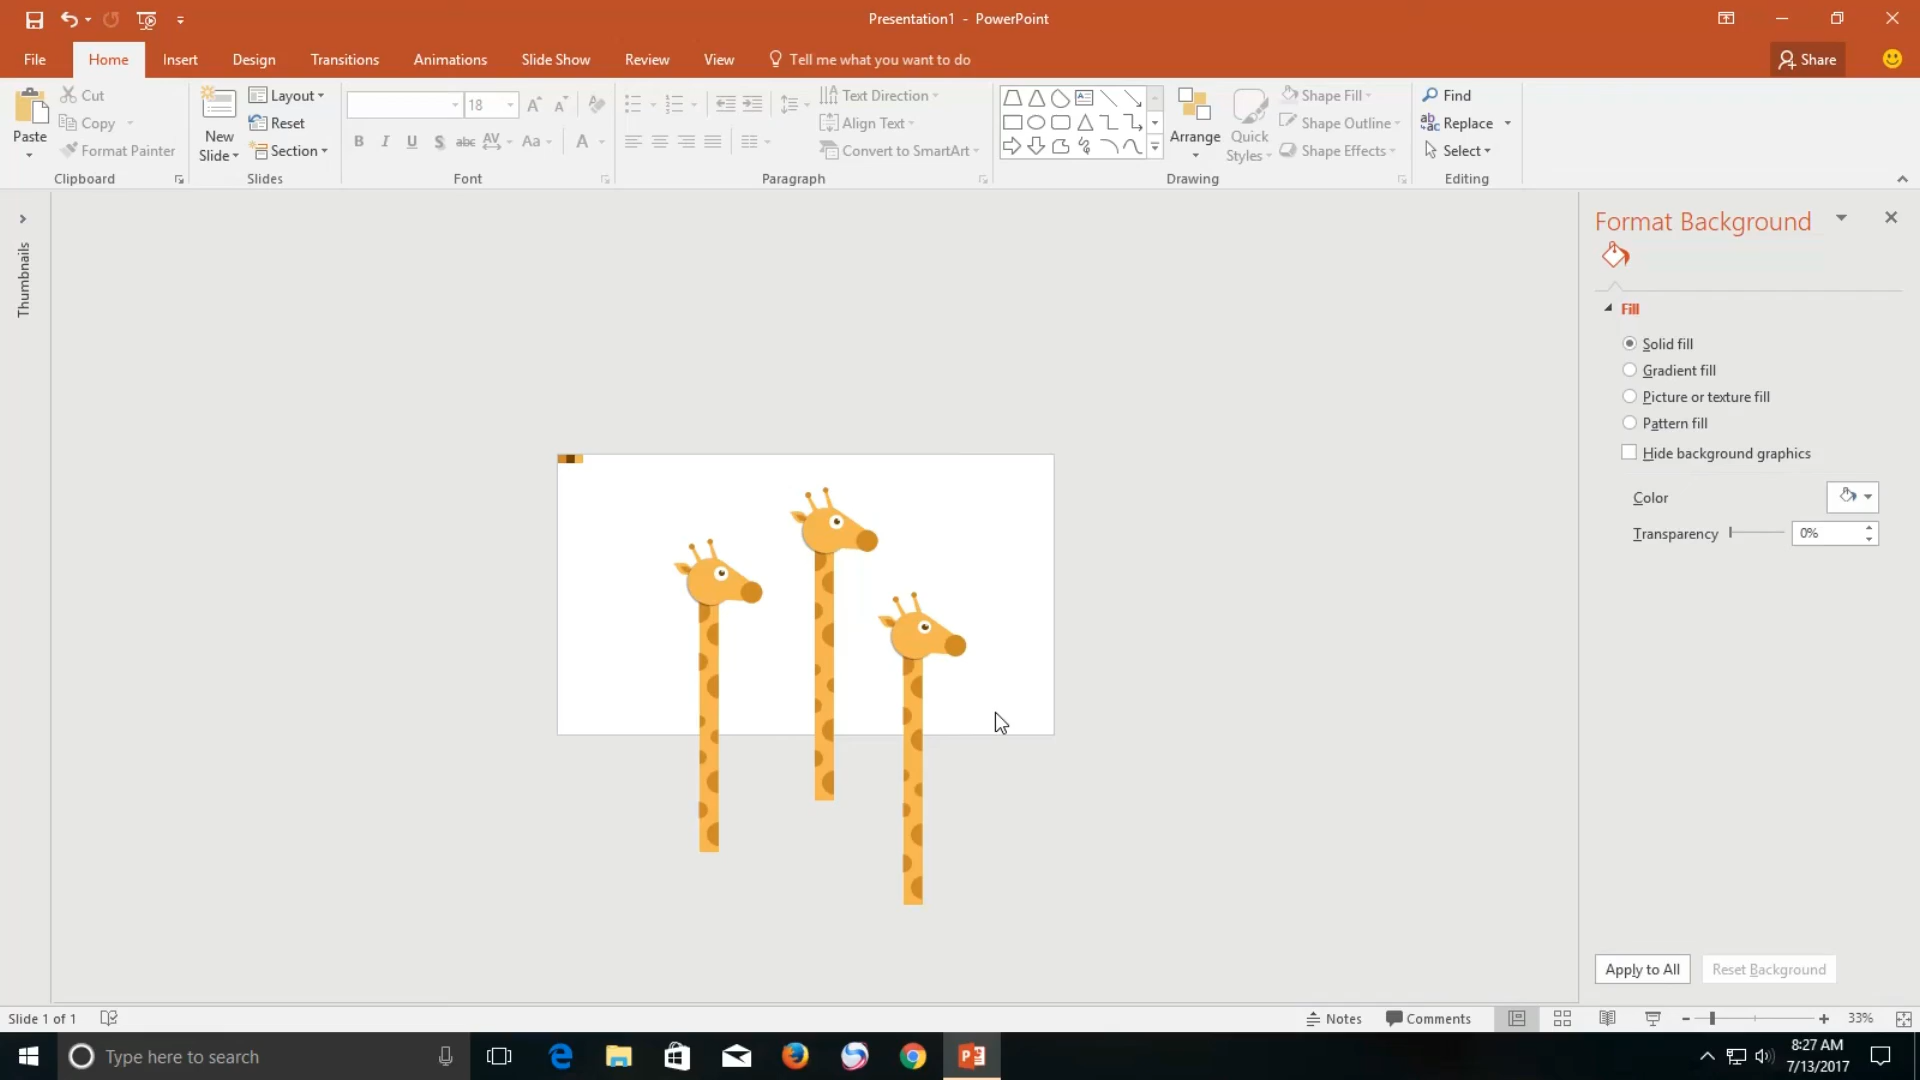 Presentation1 - PowerPoint
File Home Insert Design Transitions Animations Slide Show Review View Tell me what you want to do Share
Paste
Cut
Copy
Format Painter
Clipboard
New
Slide
Layout
Reset
Section
Slides
18
B I U S abc AV Aa A
Font
Text Direction
Align Text
Convert to SmartArt
Paragraph
Arrange
Quick
Styles
Shape Fill
Shape Outline
Shape Effects
Drawing
Find
Replace
Select
Editing
Thumbnails
Format Background
Fill
Solid fill
Gradient fill
Picture or texture fill
Pattern fill
Hide background graphics
Color
Transparency 0%
Apply to All Reset Background
Slide 1 of 1 Notes Comments 33%
Type here to search
8:27 AM
7/13/2017